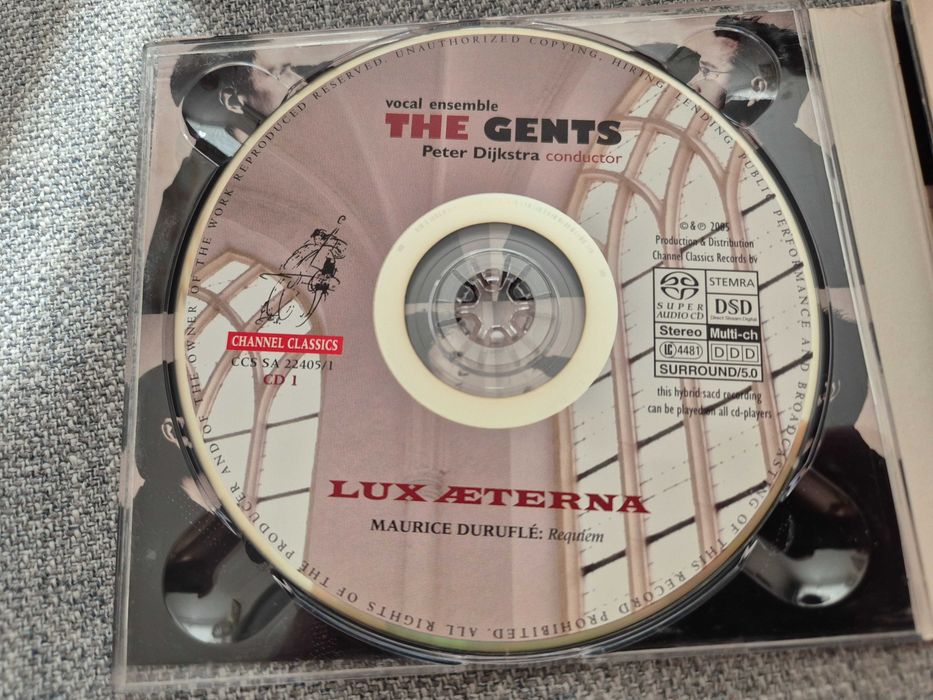 vocal ensemble
THE GENTS
Peter Dijkstra conductor
© & ℗ 2005
Production & Distribution
Channel Classics Records bv
SUPER AUDIO CD
STEMRA
DSD
Direct Stream Digital
Stereo Multi-ch
LC 4481 DDD
SURROUND/5.0
this hybrid sacd recording
can be played on all cd-players
CHANNEL CLASSICS
CCS SA 22405/1
CD 1
LUX ÆTERNA
MAURICE DURUFLÉ: Requiem
ALL RIGHTS OF THE PRODUCER AND OF THE OWNER OF THE WORK REPRODUCED RESERVED. UNAUTHORIZED COPYING, HIRING, LENDING, PUBLIC PERFORMANCE AND BROADCASTING OF THIS RECORD PROHIBITED.